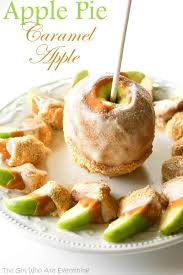 Apple Pie
Caramel
Apple
The Girl Who Ate Everything